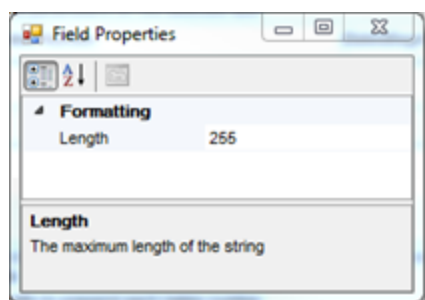 Field Properties
A
Z
Formatting
Length 255
Length
The maximum length of the string